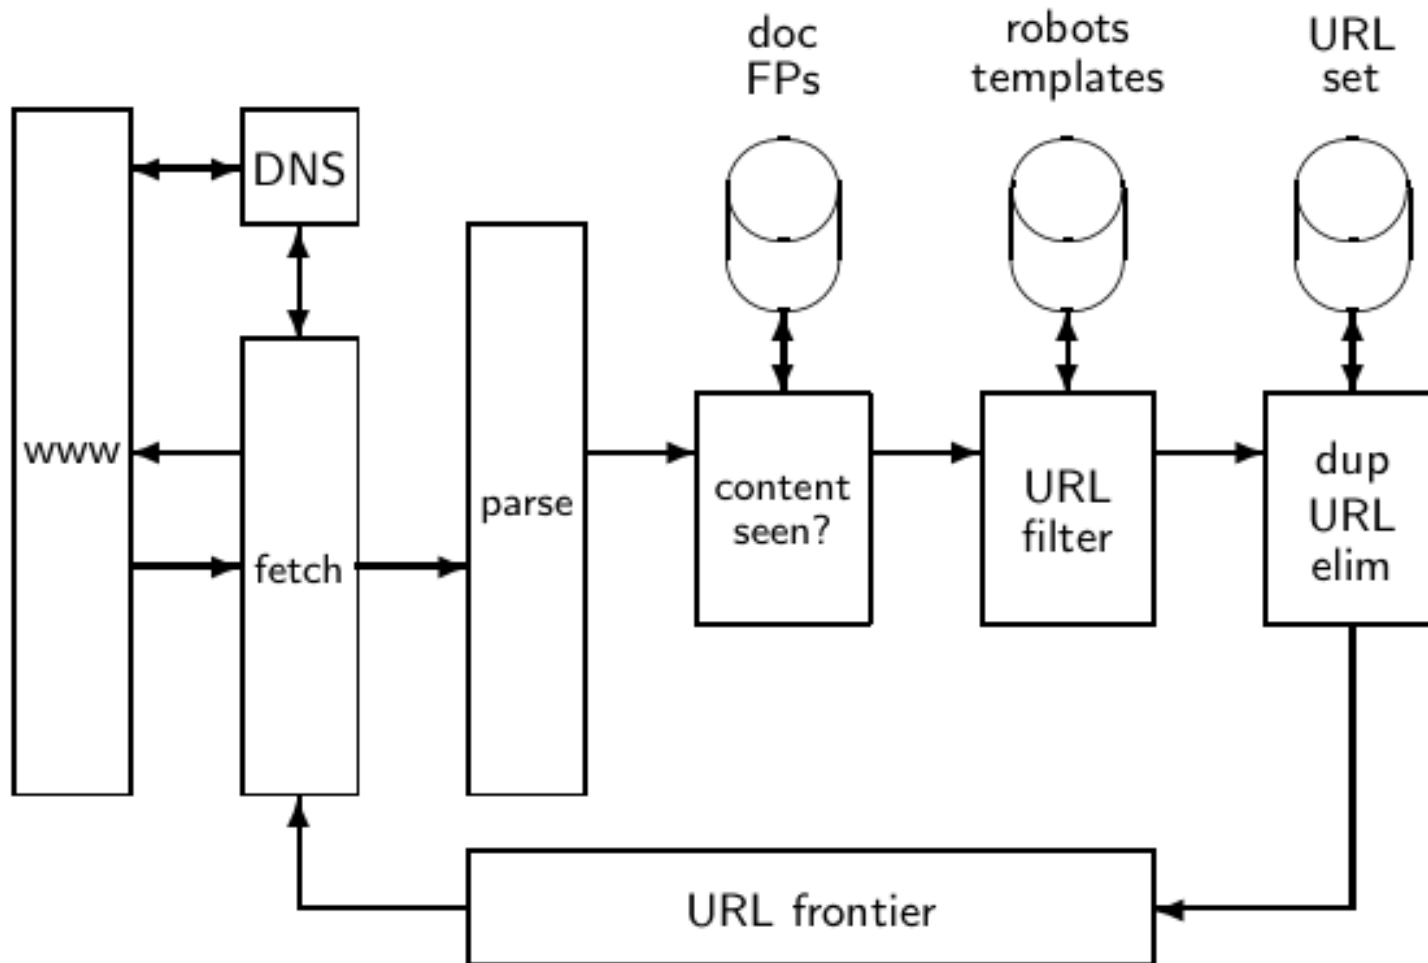 doc
FPs
robots
templates
URL
set
DNS
www
parse
fetch
content
seen?
URL
filter
dup
URL
elim
URL frontier